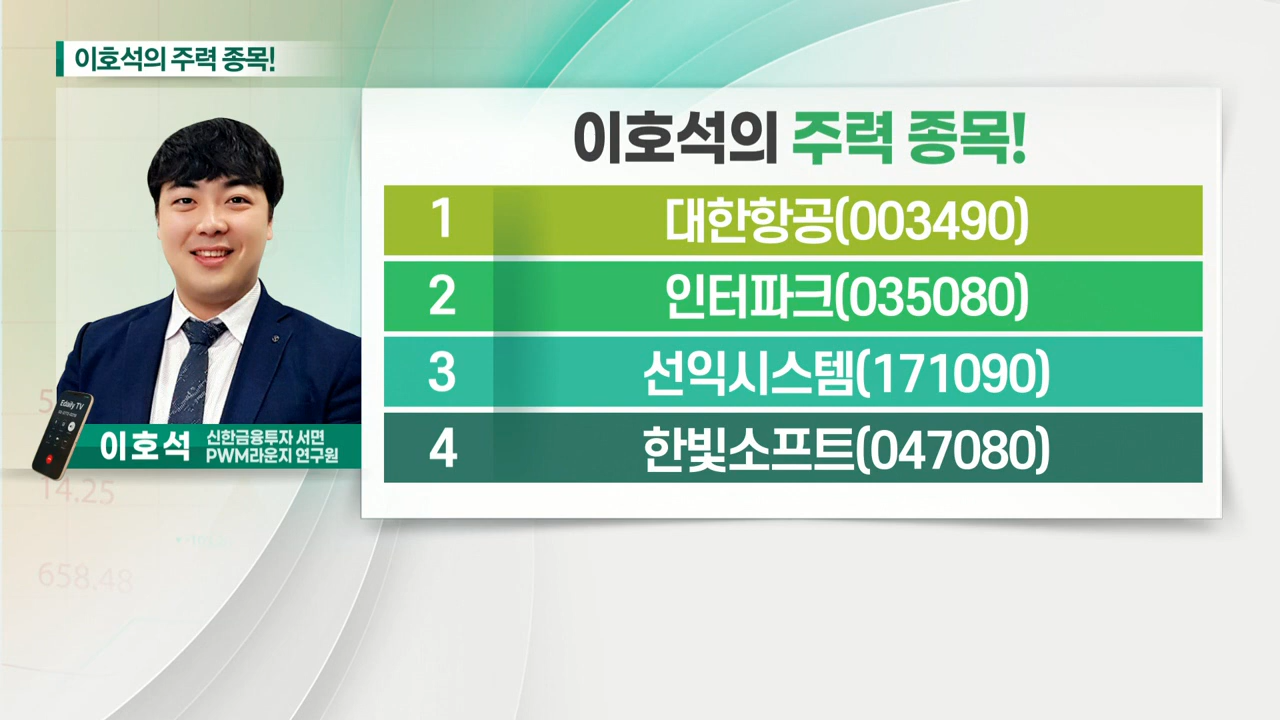 이호석의 주력 종목!
이호석의 주력 종목!
1 대한항공(003490)
2 인터파크(035080)
3 선익시스템(171090)
4 한빛소프트(047080)
Edaily TV
이호석
신한금융투자 서면
PWM라운지 연구원
14.25
658.48